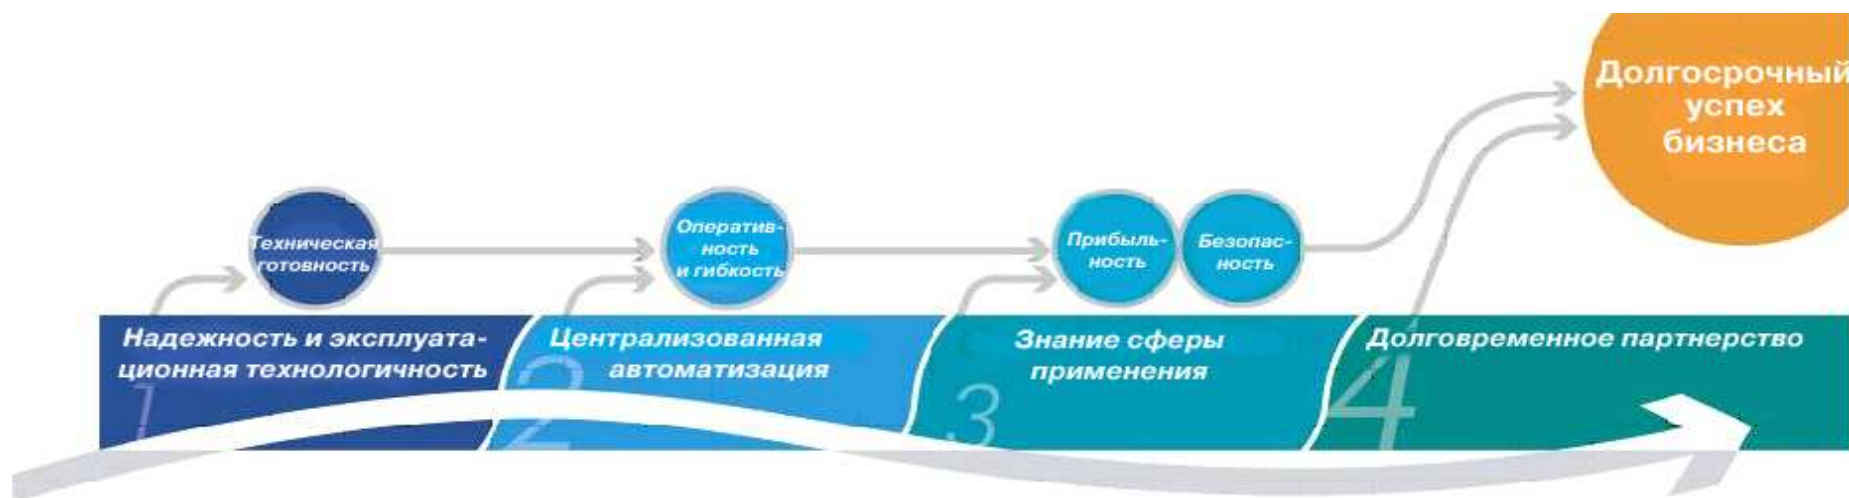 Долгосрочный
успех
бизнеса
Техническая
готовность
Оператив-
ность
и гибкость
Прибыль-
ность
Безопас-
ность
Надежность и эксплуата-
ционная технологичность
1
Централизованная
автоматизация
2
Знание сферы
применения
3
Долговременное партнерство
4